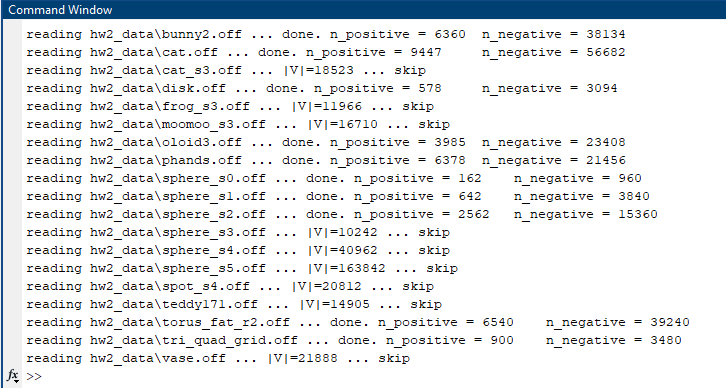 Command Window
reading hw2_data\bunny2.off ... done. n_positive = 6360  n_negative = 38134
reading hw2_data\cat.off ... done. n_positive = 9447     n_negative = 56682
reading hw2_data\cat_s3.off ... |V|=18523 ... skip
reading hw2_data\disk.off ... done. n_positive = 578     n_negative = 3094
reading hw2_data\frog_s3.off ... |V|=11966 ... skip
reading hw2_data\moomoo_s3.off ... |V|=16710 ... skip
reading hw2_data\oloid3.off ... done. n_positive = 3985  n_negative = 23408
reading hw2_data\phands.off ... done. n_positive = 6378  n_negative = 21456
reading hw2_data\sphere_s0.off ... done. n_positive = 162    n_negative = 960
reading hw2_data\sphere_s1.off ... done. n_positive = 642    n_negative = 3840
reading hw2_data\sphere_s2.off ... done. n_positive = 2562   n_negative = 15360
reading hw2_data\sphere_s3.off ... |V|=10242 ... skip
reading hw2_data\sphere_s4.off ... |V|=40962 ... skip
reading hw2_data\sphere_s5.off ... |V|=163842 ... skip
reading hw2_data\spot_s4.off ... |V|=20812 ... skip
reading hw2_data\teddy171.off ... |V|=14905 ... skip
reading hw2_data\torus_fat_r2.off ... done. n_positive = 6540    n_negative = 39240
reading hw2_data\tri_quad_grid.off ... done. n_positive = 900    n_negative = 3480
reading hw2_data\vase.off ... |V|=21888 ... skip
fx >>